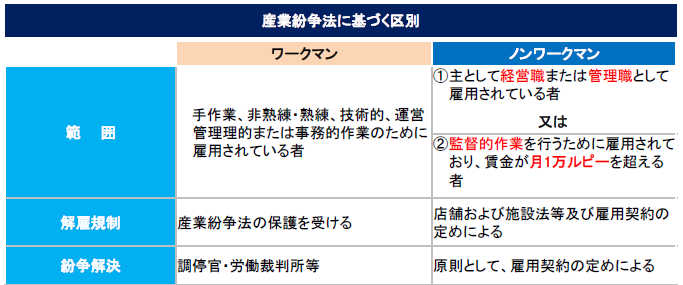 産業紛争法に基づく区別
ワークマン
ノンワークマン
範　囲
手作業、非熟練・熟練、技術的、運営
管理理的または事務的作業のために
雇用されている者
①主として経営職または管理職として
雇用されている者
又は
②監督的作業を行うために雇用されて
おり、賃金が月1万ルピーを超える
者
解雇規制
産業紛争法の保護を受ける
店舗および施設法等及び雇用契約の
定めによる
紛争解決
調停官・労働裁判所等
原則として、雇用契約の定めによる